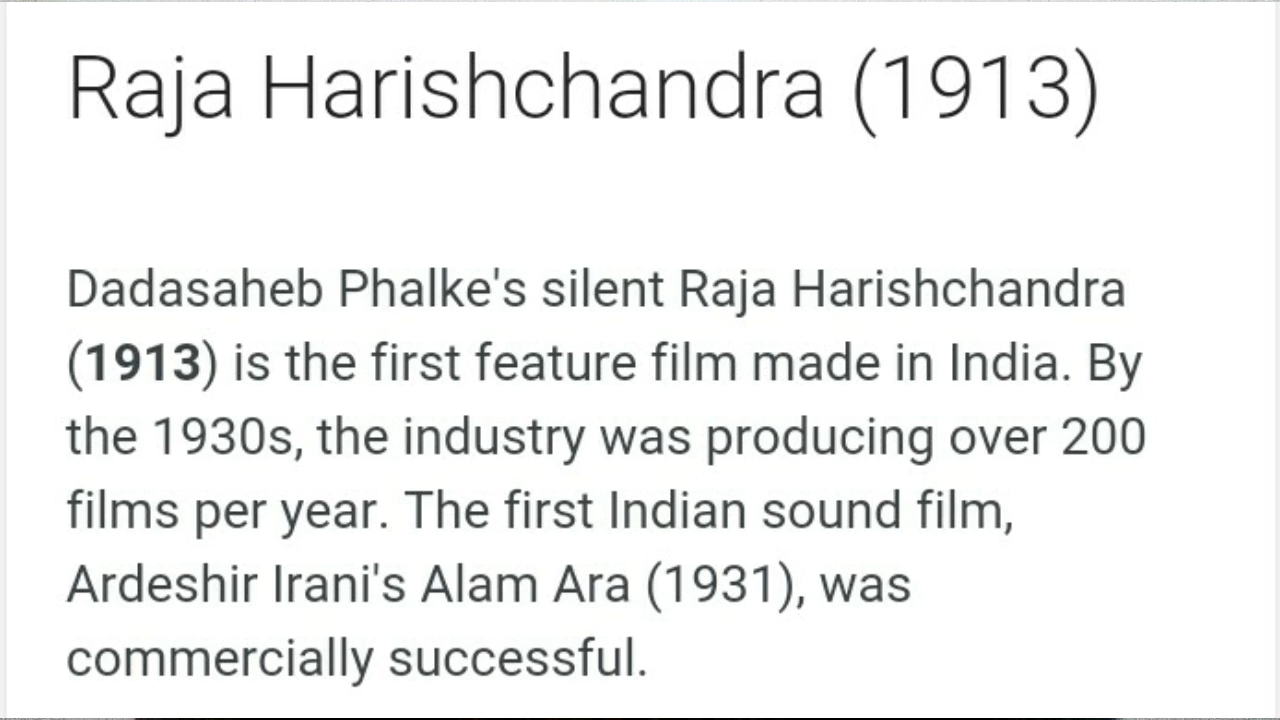 Raja Harishchandra (1913)
Dadasaheb Phalke's silent Raja Harishchandra
(1913) is the first feature film made in India. By
the 1930s, the industry was producing over 200
films per year. The first Indian sound film,
Ardeshir Irani's Alam Ara (1931), was
commercially successful.